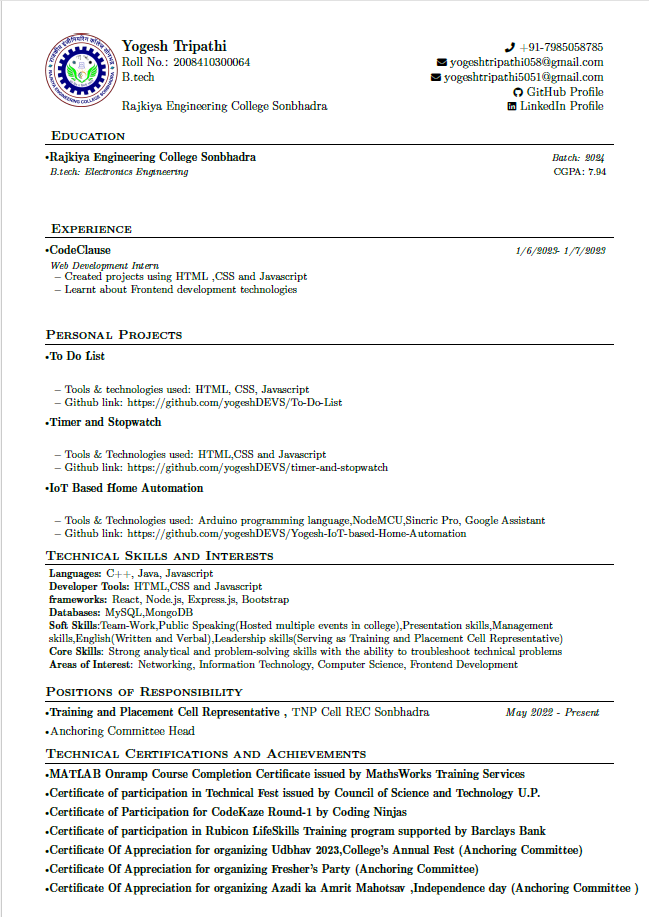 Yogesh Tripathi
Roll No.: 2008410300064
B.tech
Rajkiya Engineering College Sonbhadra
+91-7985058785
yogeshtripathi058@gmail.com
yogeshtripathi5051@gmail.com
GitHub Profile
LinkedIn Profile
Education
•Rajkiya Engineering College Sonbhadra Batch: 2024
B.tech: Electronics Engineering CGPA: 7.94
Experience
•CodeClause 1/6/2023- 1/7/2023
Web Development Intern
– Created projects using HTML ,CSS and Javascript
– Learnt about Frontend development technologies
Personal Projects
•To Do List
– Tools & technologies used: HTML, CSS, Javascript
– Github link: https://github.com/yogeshDEVS/To-Do-List
•Timer and Stopwatch
– Tools & Technologies used: HTML,CSS and Javascript
– Github link: https://github.com/yogeshDEVS/timer-and-stopwatch
•IoT Based Home Automation
– Tools & Technologies used: Arduino programming language,NodeMCU,Sincric Pro, Google Assistant
– Github link: https://github.com/yogeshDEVS/Yogesh-IoT-based-Home-Automation
Technical Skills and Interests
Languages: C++, Java, Javascript
Developer Tools: HTML,CSS and Javascript
frameworks: React, Node.js, Express.js, Bootstrap
Databases: MySQL,MongoDB
Soft Skills:Team-Work,Public Speaking(Hosted multiple events in college),Presentation skills,Management
skills,English(Written and Verbal),Leadership skills(Serving as Training and Placement Cell Representative)
Core Skills: Strong analytical and problem-solving skills with the ability to troubleshoot technical problems
Areas of Interest: Networking, Information Technology, Computer Science, Frontend Development
Positions of Responsibility
•Training and Placement Cell Representative , TNP Cell REC Sonbhadra May 2022 - Present
•Anchoring Committee Head
Technical Certifications and Achievements
•MATLAB Onramp Course Completion Certificate issued by MathsWorks Training Services
•Certificate of participation in Technical Fest issued by Council of Science and Technology U.P.
•Certificate of Participation for CodeKaze Round-1 by Coding Ninjas
•Certificate of participation in Rubicon LifeSkills Training program supported by Barclays Bank
•Certificate Of Appreciation for organizing Udbhav 2023,College's Annual Fest (Anchoring Committee)
•Certificate Of Appreciation for organizing Fresher's Party (Anchoring Committee)
•Certificate Of Appreciation for organizing Azadi ka Amrit Mahotsav ,Independence day (Anchoring Committee )